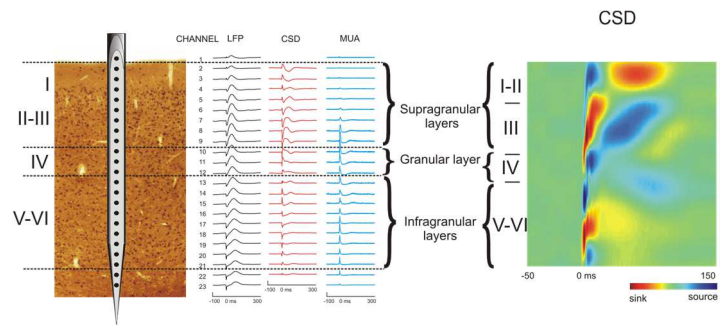 CSD
CHANNEL LFP CSD MUA
1
2
3
4
5
6
7
8
9
10
11
12
13
14
15
16
17
18
19
20
21
22
23
I
II-III
IV
V-VI
Supragranular
layers
Granular layer
Infragranular
layers
I-II
III
IV
V-VI
-100 0 ms 300
-100 0 ms 300
-100 0 ms 300
-50 0 ms 150
sink source